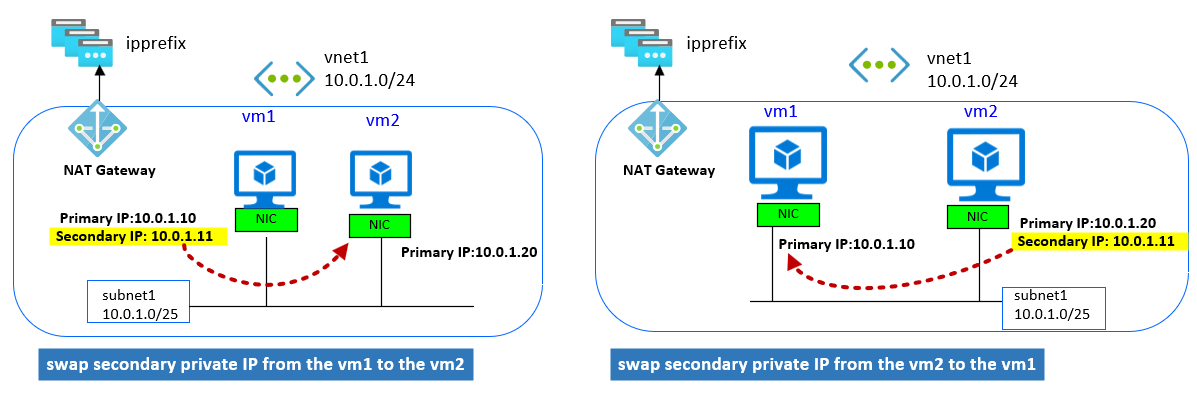 ipprefix
vnet1
10.0.1.0/24
vm1
vm2
NAT Gateway
NIC
NIC
Primary IP:10.0.1.10
Secondary IP: 10.0.1.11
Primary IP:10.0.1.20
subnet1
10.0.1.0/25
swap secondary private IP from the vm1 to the vm2
ipprefix
vnet1
10.0.1.0/24
vm1
vm2
NAT Gateway
NIC
NIC
Primary IP:10.0.1.10
Primary IP:10.0.1.20
Secondary IP: 10.0.1.11
subnet1
10.0.1.0/25
swap secondary private IP from the vm2 to the vm1